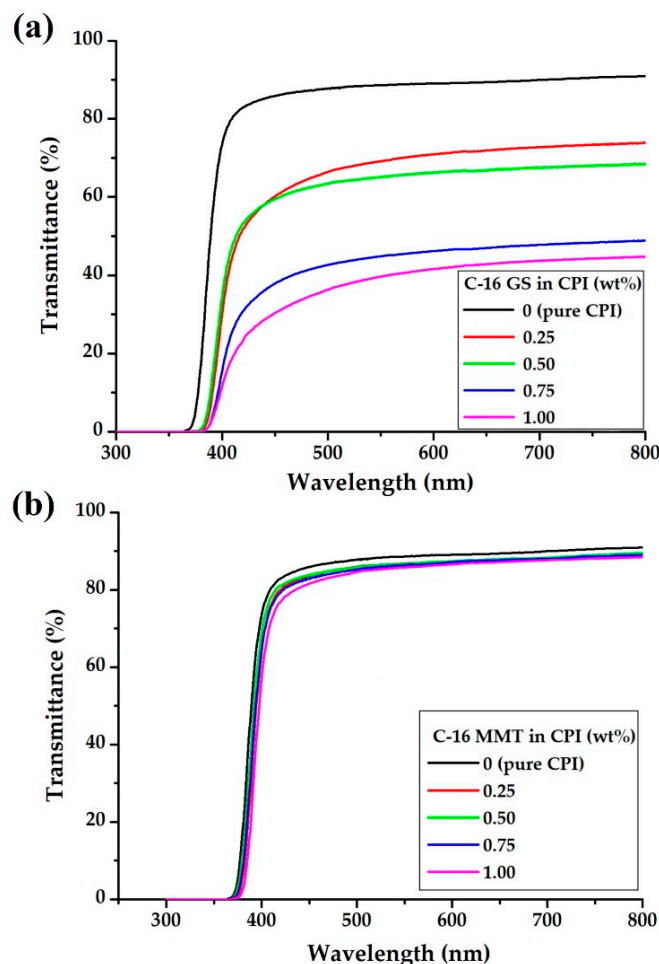 (a)
100
80
60
40
20
0
Transmittance (%)
C-16 GS in CPI (wt%)
0 (pure CPI)
0.25
0.50
0.75
1.00
300 400 500 600 700 800
Wavelength (nm)
(b)
100
80
60
40
20
0
Transmittance (%)
C-16 MMT in CPI (wt%)
0 (pure CPI)
0.25
0.50
0.75
1.00
300 400 500 600 700 800
Wavelength (nm)